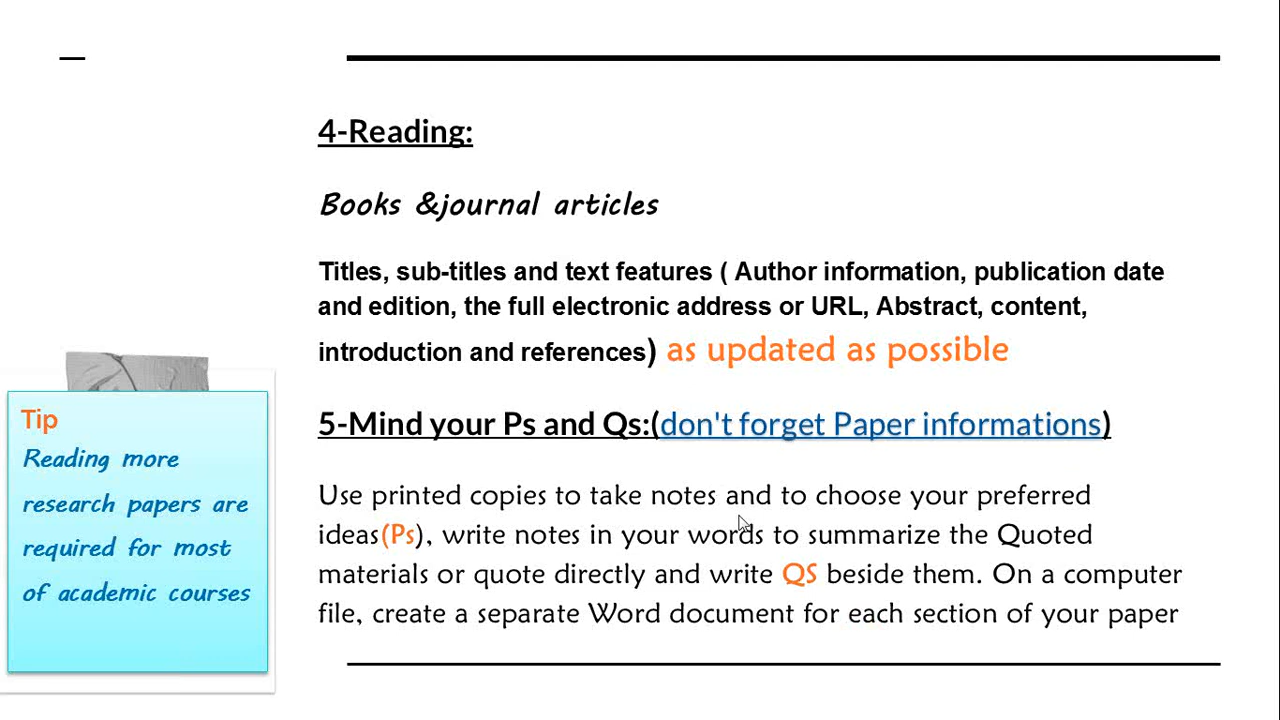 4-Reading:
Books &journal articles
Titles, sub-titles and text features ( Author information, publication date
and edition, the full electronic address or URL, Abstract, content,
introduction and references) as updated as possible
5-Mind your Ps and Qs:(don't forget Paper informations)
Use printed copies to take notes and to choose your preferred
ideas(Ps), write notes in your words to summarize the Quoted
materials or quote directly and write QS beside them. On a computer
file, create a separate Word document for each section of your paper
Tip
Reading more
research papers are
required for most
of academic courses